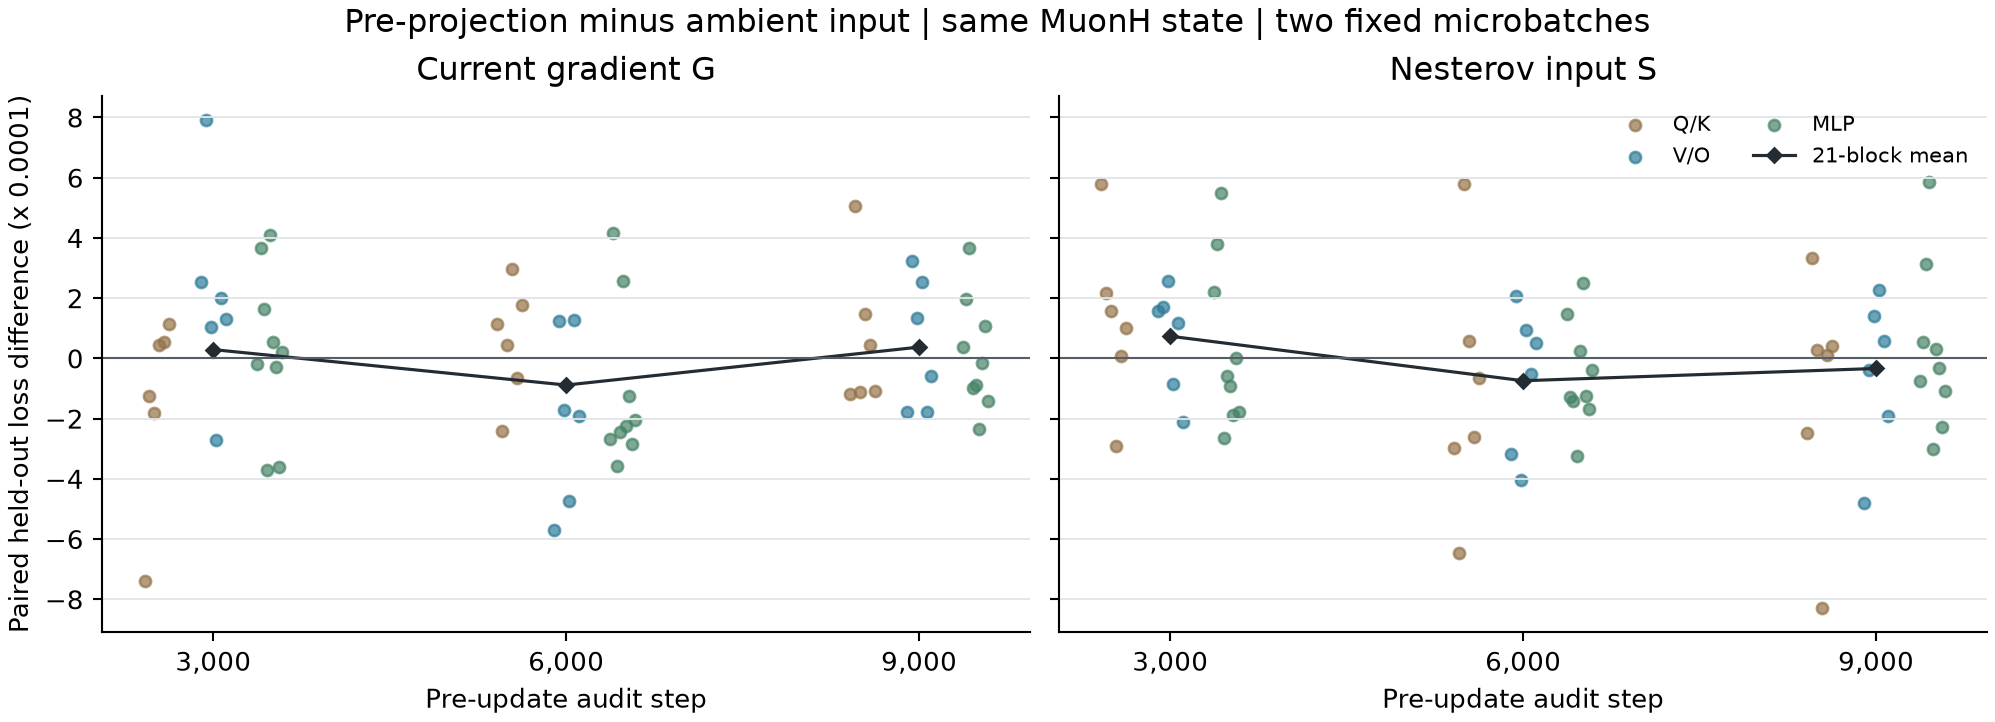 Pre-projection minus ambient input | same MuonH state | two fixed microbatches
Current gradient G
Nesterov input S
Paired held-out loss difference (x 0.0001)
8
6
4
2
0
−2
−4
−6
−8
Q/K
MLP
V/O
21-block mean
3,000
6,000
9,000
3,000
6,000
9,000
Pre-update audit step
Pre-update audit step